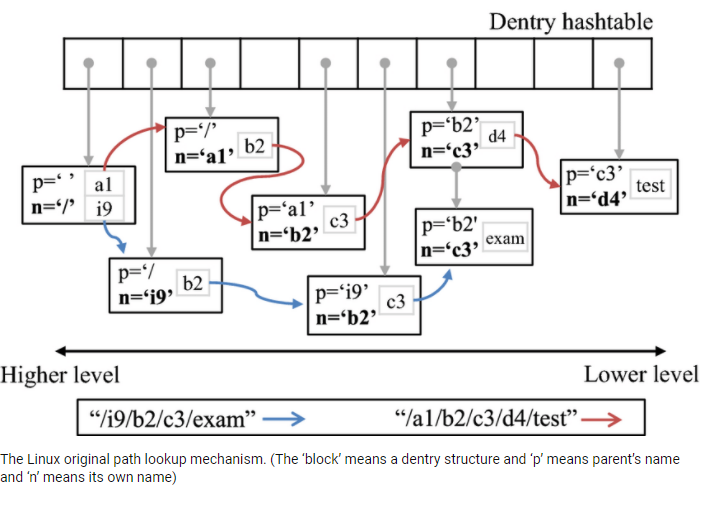 Dentry hashtable
p=‘/’
n=‘a1’
b2
p=‘b2’
n=‘c3’
d4
p=‘ ’
n=‘/’
a1
i9
p=‘a1’
n=‘b2’
c3
p=‘c3’
n=‘d4’
test
p=‘b2'
n=‘c3’
exam
p=‘/
n=‘i9’
b2
p=‘i9’
n=‘b2’
c3
Higher level
Lower level
“/i9/b2/c3/exam”
“/a1/b2/c3/d4/test”
The Linux original path lookup mechanism. (The ‘block’ means a dentry structure and ‘p’ means parent's name
and ‘n’ means its own name)